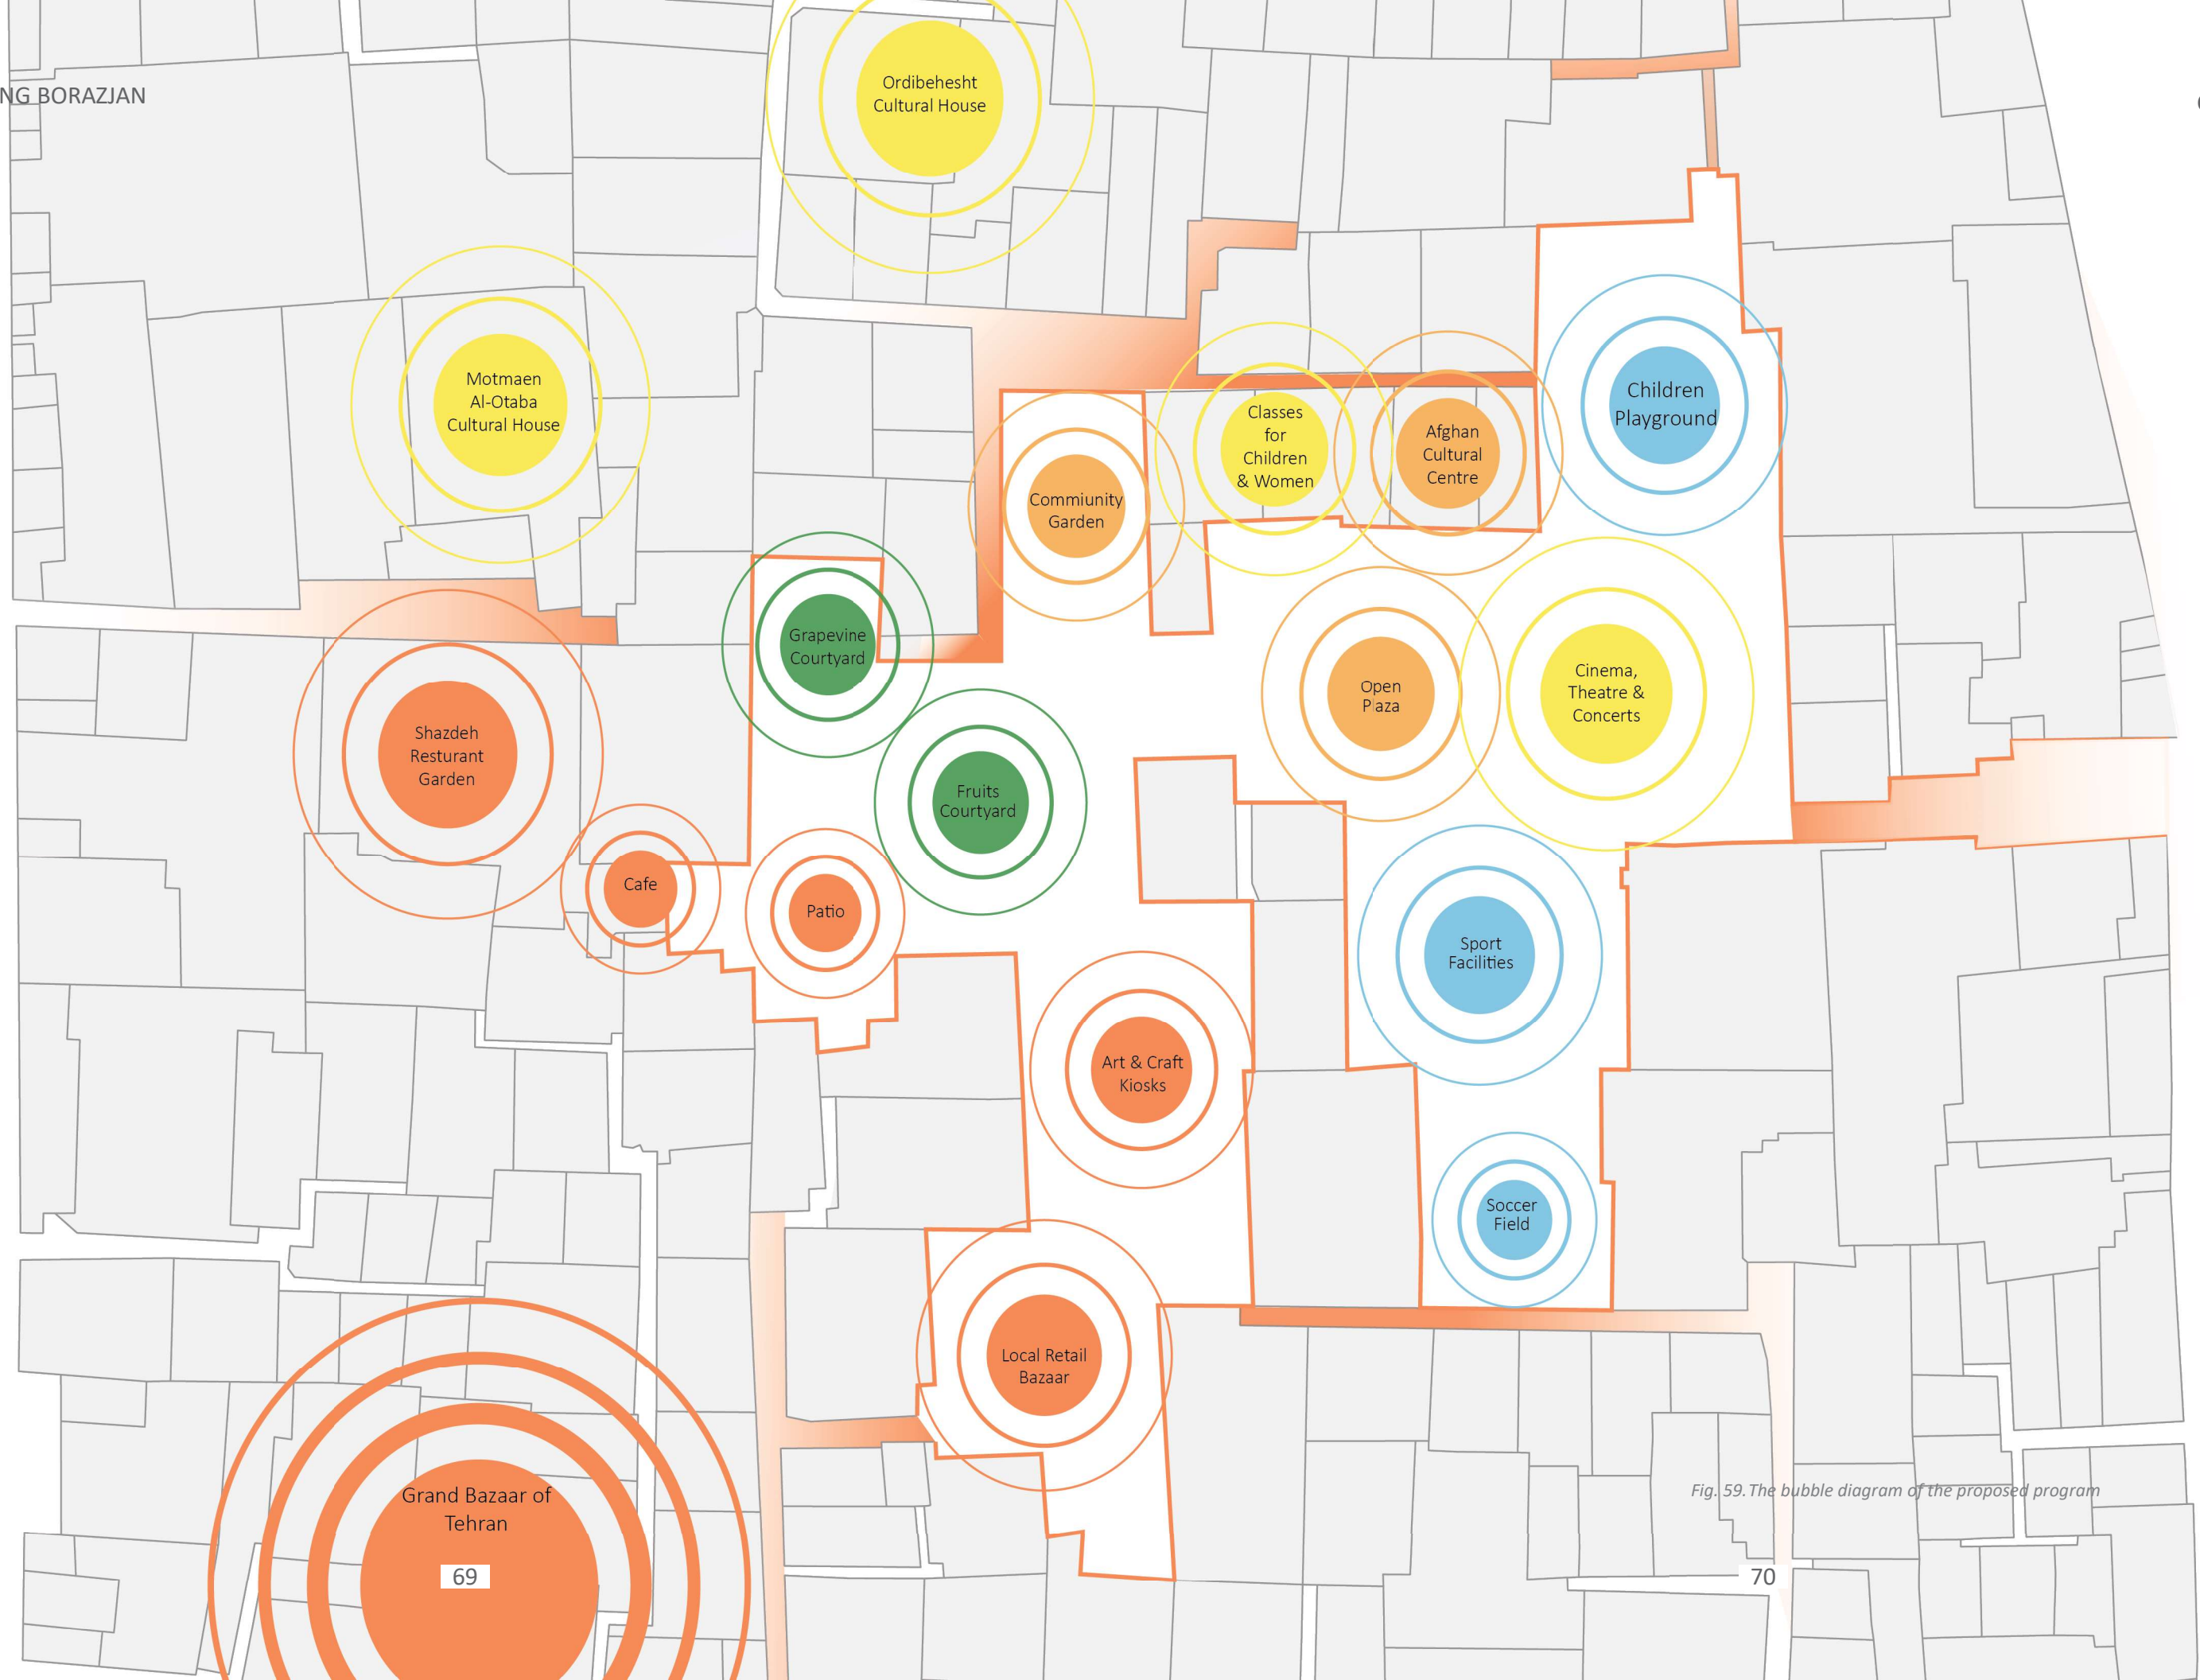 NG BORAZJAN
Ordibehesht
Cultural House
Motmaen
Al-Otaba
Cultural House
Classes
for
Children
& Women
Afghan
Cultural
Centre
Children
Playground
Commiunity
Garden
Grapevine
Courtyard
Open
Plaza
Cinema,
Theatre &
Concerts
Shazdeh
Resturant
Garden
Fruits
Courtyard
Cafe
Patio
Sport
Facilities
Art & Craft
Kiosks
Soccer
Field
Local Retail
Bazaar
Grand Bazaar of
Tehran
Fig. 59. The bubble diagram of the proposed program
69
70